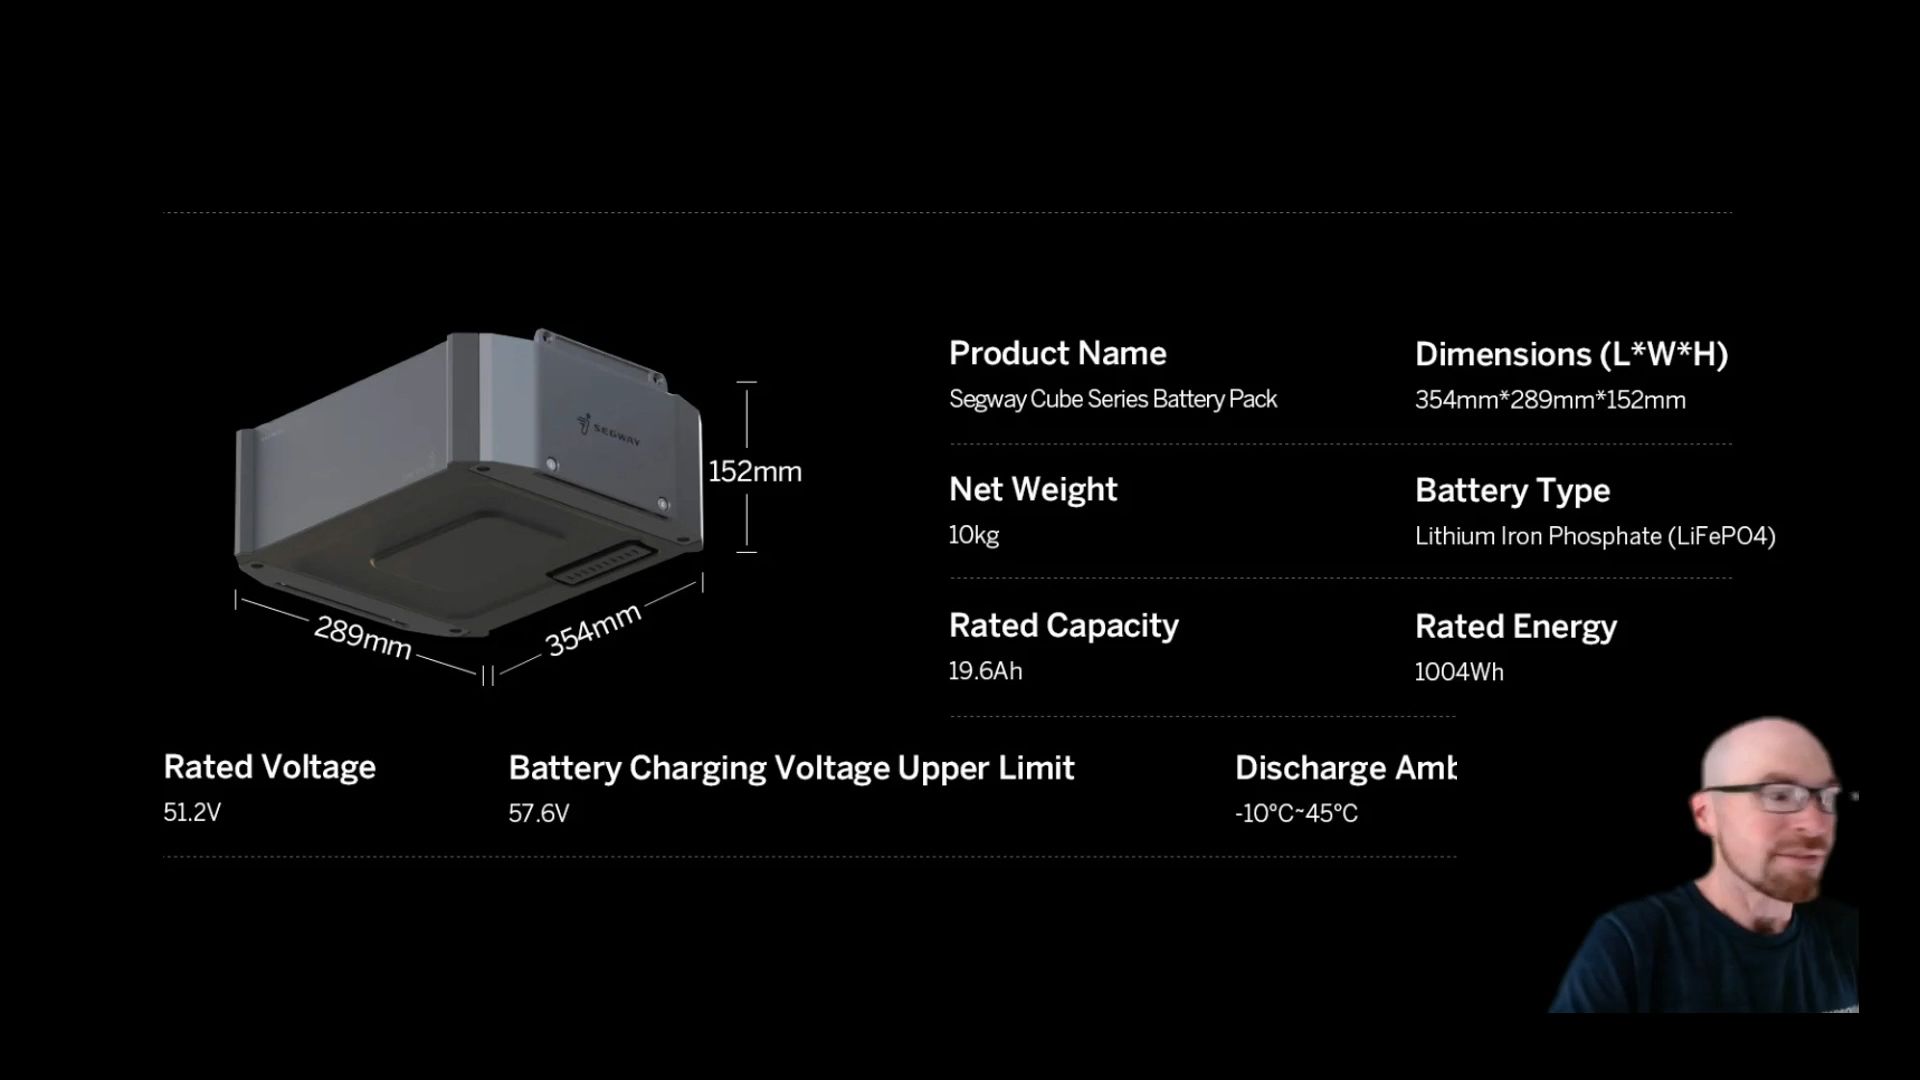 SEGWAY
152mm
289mm
354mm
Product Name
Segway Cube Series Battery Pack
Dimensions (L*W*H)
354mm*289mm*152mm
Net Weight
10kg
Battery Type
Lithium Iron Phosphate (LiFePO4)
Rated Capacity
19.6Ah
Rated Energy
1004Wh
Rated Voltage
51.2V
Battery Charging Voltage Upper Limit
57.6V
Discharge Amb
-10°C~45°C